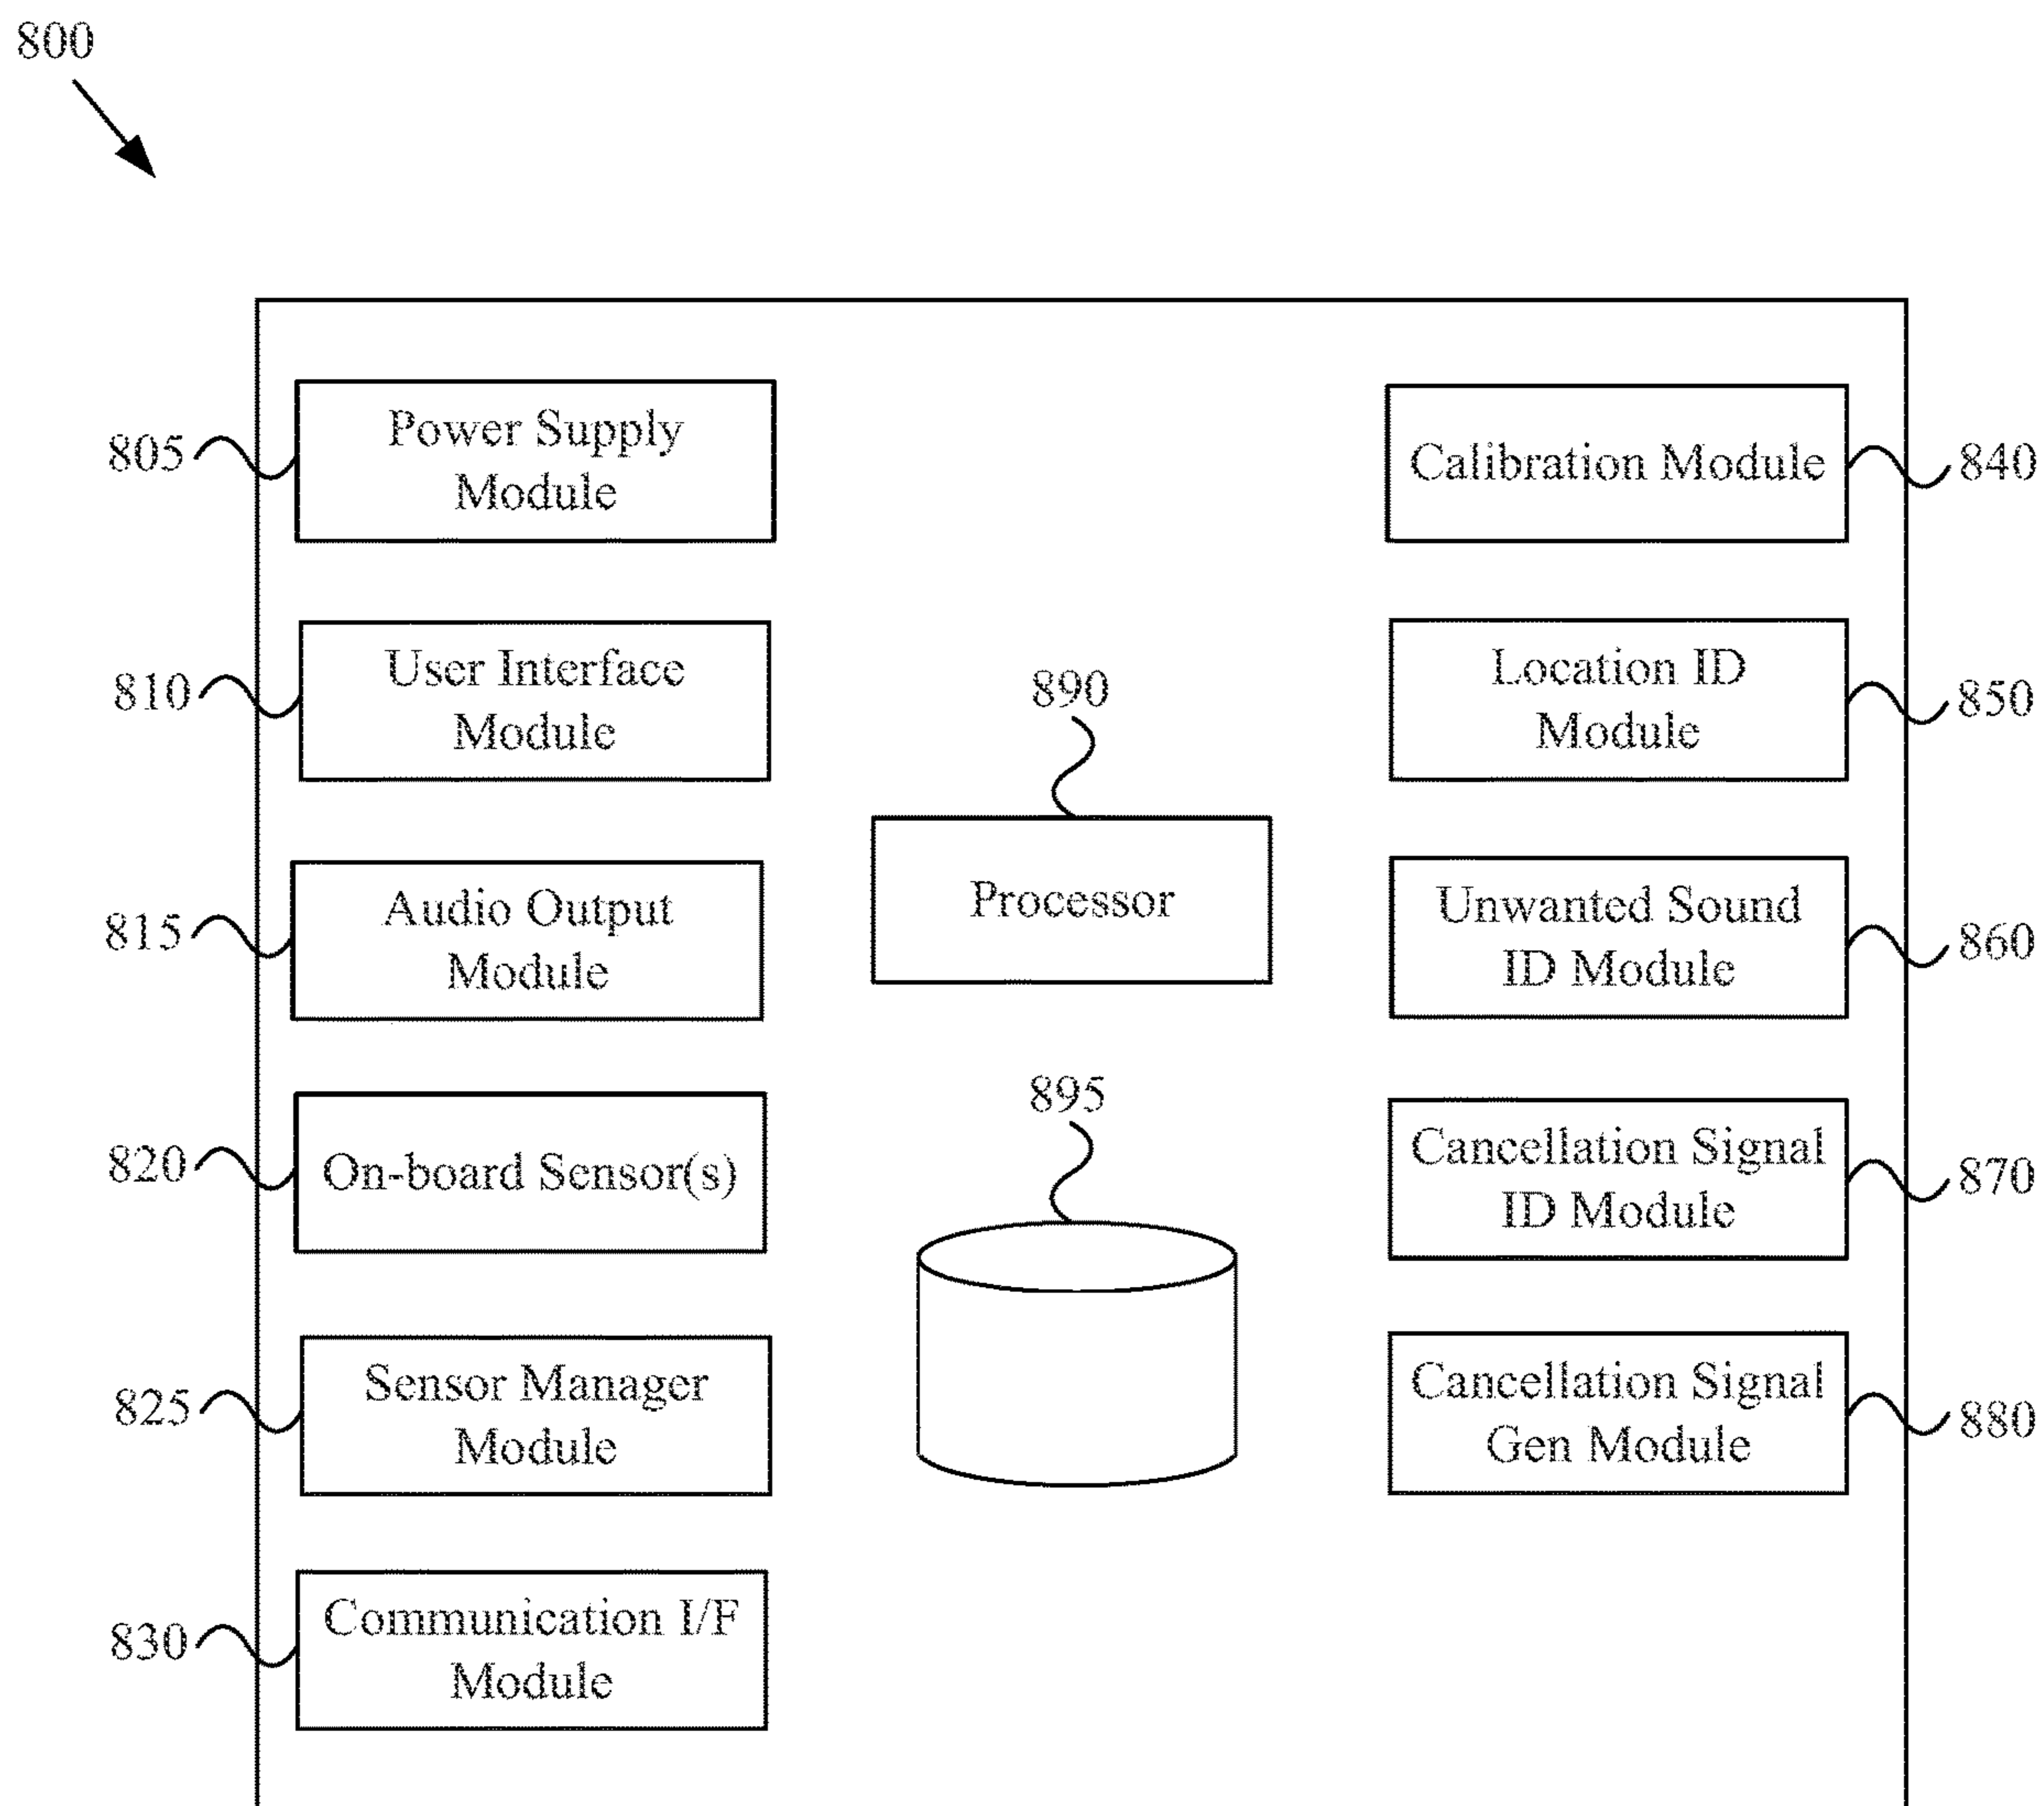 800
805
Power Supply
Module
810
User Interface
Module
815
Audio Output
Module
820
On-board Sensor(s)
825
Sensor Manager
Module
830
Communication I/F
Module
890
Processor
895
Calibration Module
840
Location ID
Module
850
Unwanted Sound
ID Module
860
Cancellation Signal
ID Module
870
Cancellation Signal
Gen Module
880